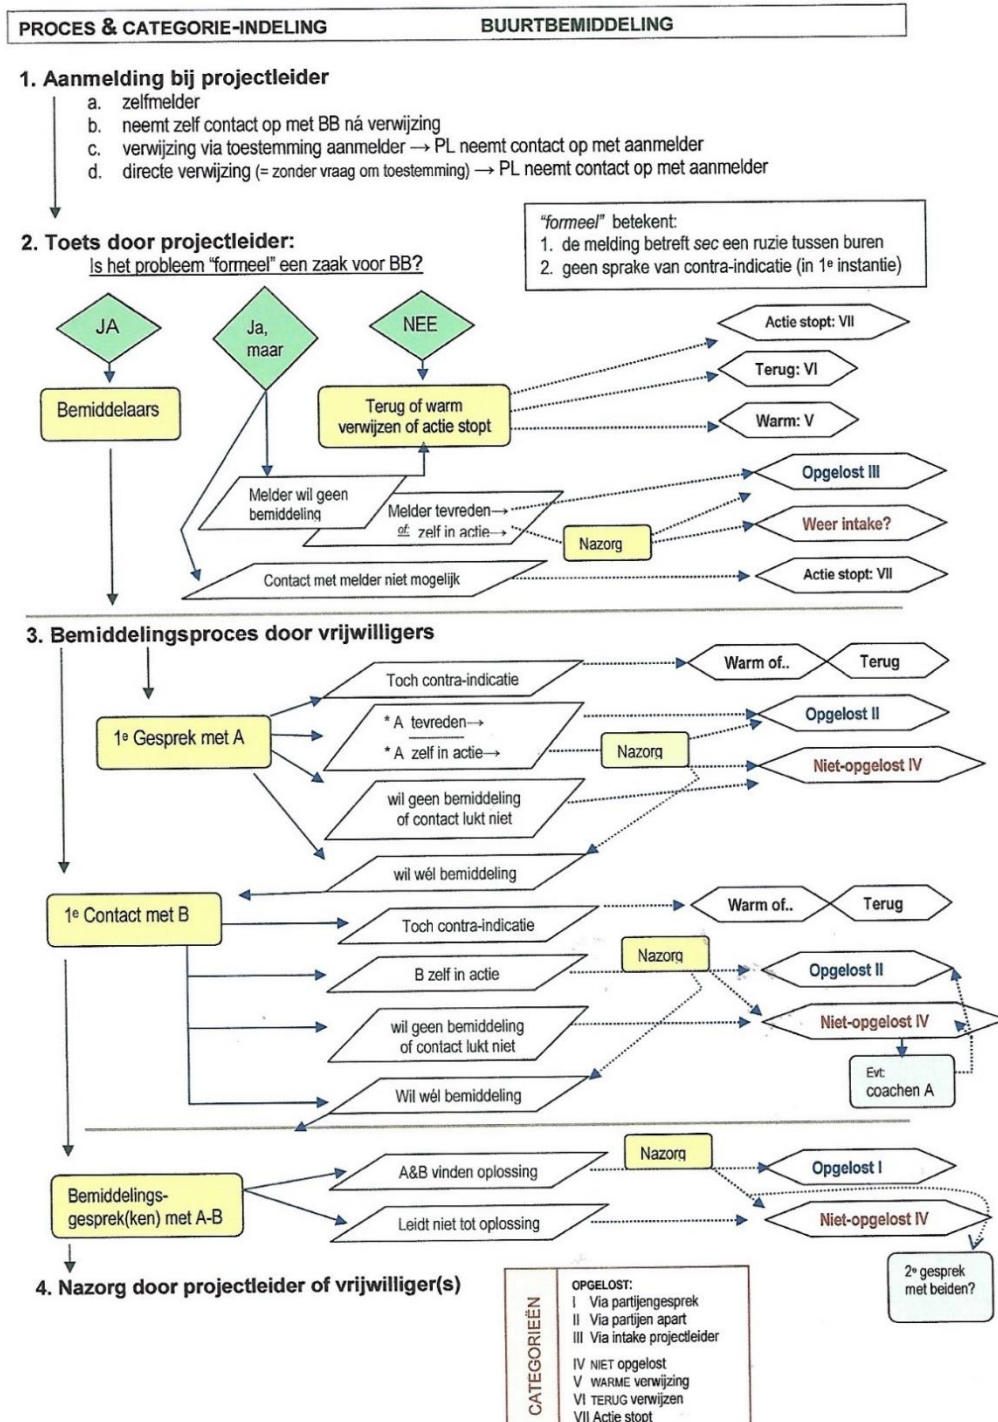 PROCES & CATEGORIE-INDELING BUURTBEMIDDELING
1. Aanmelding bij projectleider
a. zelfmelder
b. neemt zelf contact op met BB ná verwijzing
c. verwijzing via toestemming aanmelder → PL neemt contact op met aanmelder
d. directe verwijzing (= zonder vraag om toestemming) → PL neemt contact op met aanmelder
"formeel" betekent:
1. de melding betreft sec een ruzie tussen buren
2. geen sprake van contra-indicatie (in 1e instantie)
2. Toets door projectleider:
Is het probleem "formeel" een zaak voor BB?
JA
Ja,
maar
NEE
Actie stopt: VII
Terug: VI
Warm: V
Bemiddelaars
Terug of warm
verwijzen of actie stopt
Melder wil geen
bemiddeling
Melder tevreden→
of: zelf in actie→
Nazorg
Opgelost III
Weer intake?
Contact met melder niet mogelijk
Actie stopt: VII
3. Bemiddelingsproces door vrijwilligers
Toch contra-indicatie
Warm of..
Terug
1e Gesprek met A
* A tevreden→
* A zelf in actie→
Nazorg
Opgelost II
Niet-opgelost IV
wil geen bemiddeling
of contact lukt niet
wil wél bemiddeling
1e Contact met B
Toch contra-indicatie
Warm of..
Terug
B zelf in actie
Nazorg
Opgelost II
wil geen bemiddeling
of contact lukt niet
Niet-opgelost IV
Evt:
coachen A
Wil wél bemiddeling
Bemiddelings-
gesprek(ken) met A-B
A&B vinden oplossing
Nazorg
Opgelost I
Leidt niet tot oplossing
Niet-opgelost IV
2e gesprek
met beiden?
4. Nazorg door projectleider of vrijwilliger(s)
CATEGORIEËN
OPGELOST:
I Via partijengesprek
II Via partijen apart
III Via intake projectleider
IV NIET opgelost
V WARME verwijzing
VI TERUG verwijzen
VII Actie stopt